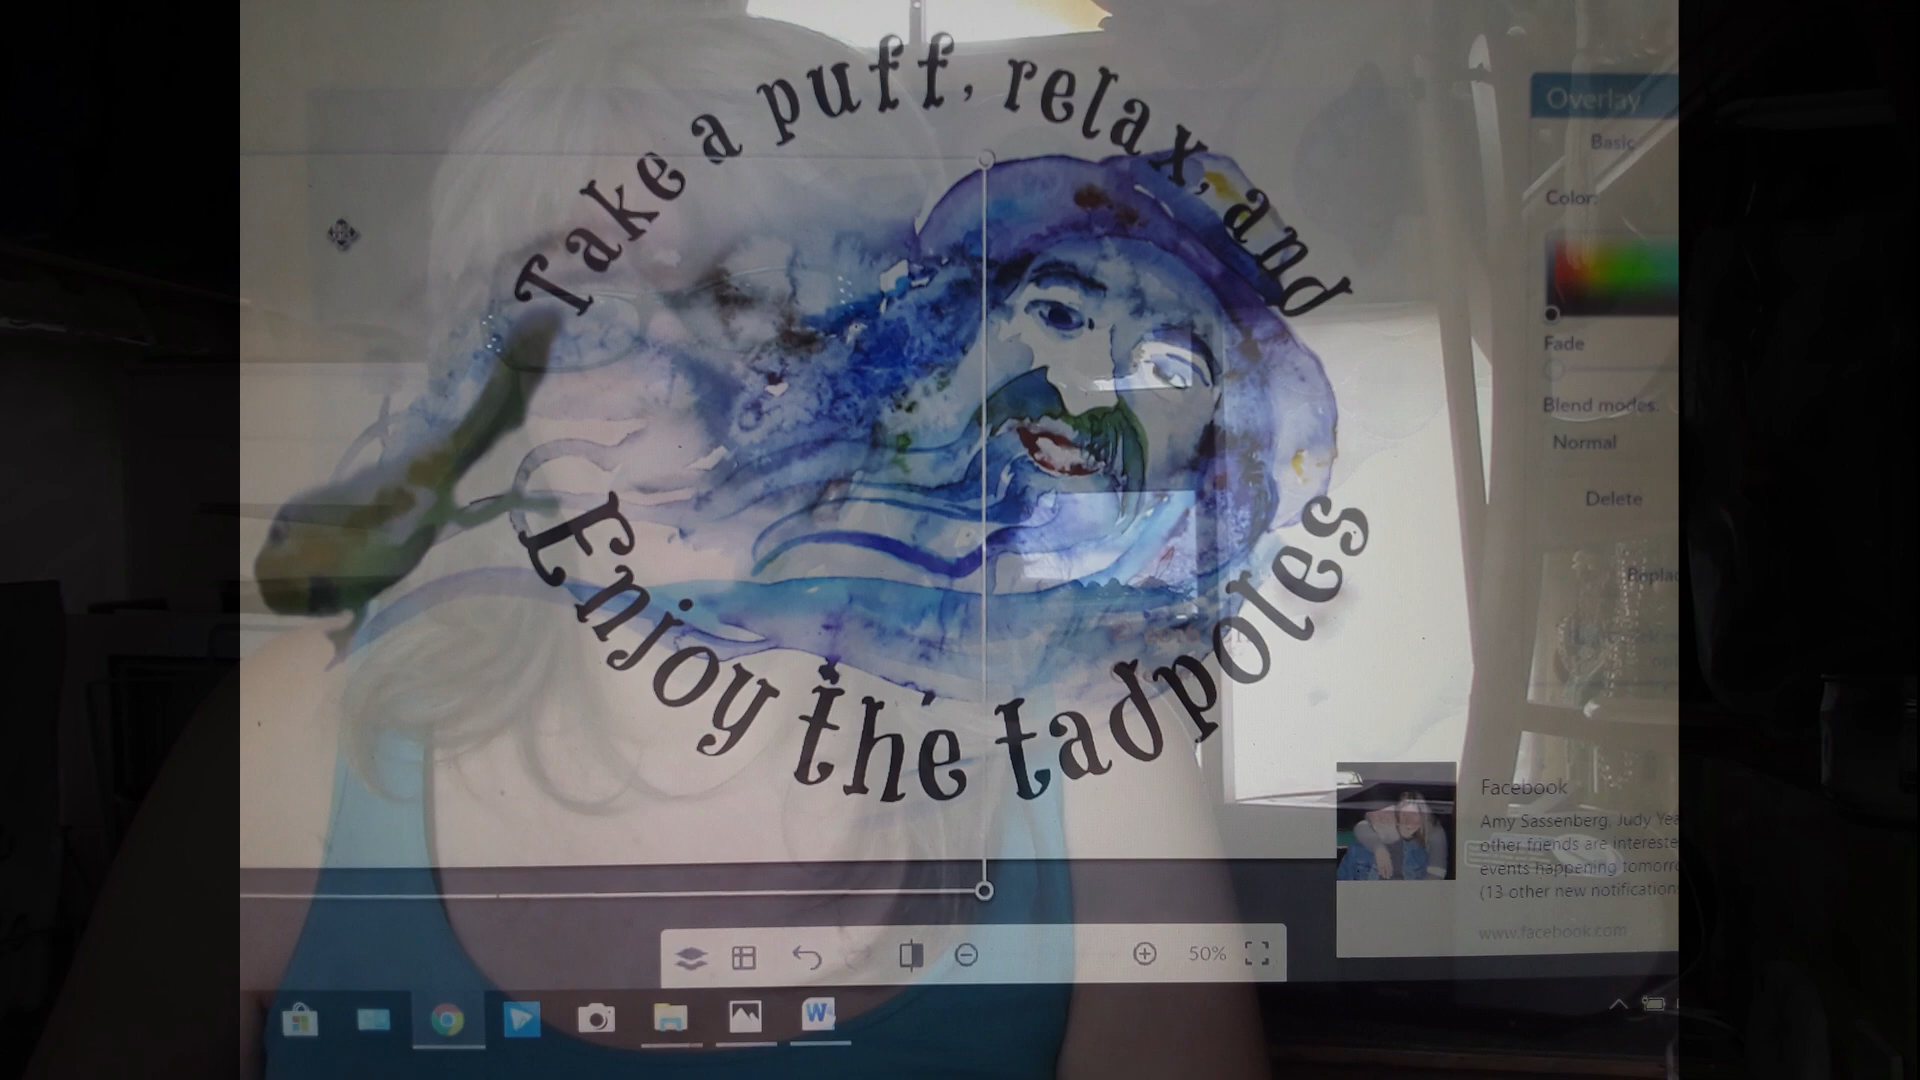 Take a puff, relax, and
Enjoy the tadpoles
Overlay
Basic
Color:
Fade
Blend modes:
Normal
Delete
Facebook
Amy Sassenberg, Judy Yea
other friends are intereste
events happening tomorro
(13 other new notification
www.facebook.com
50%
W